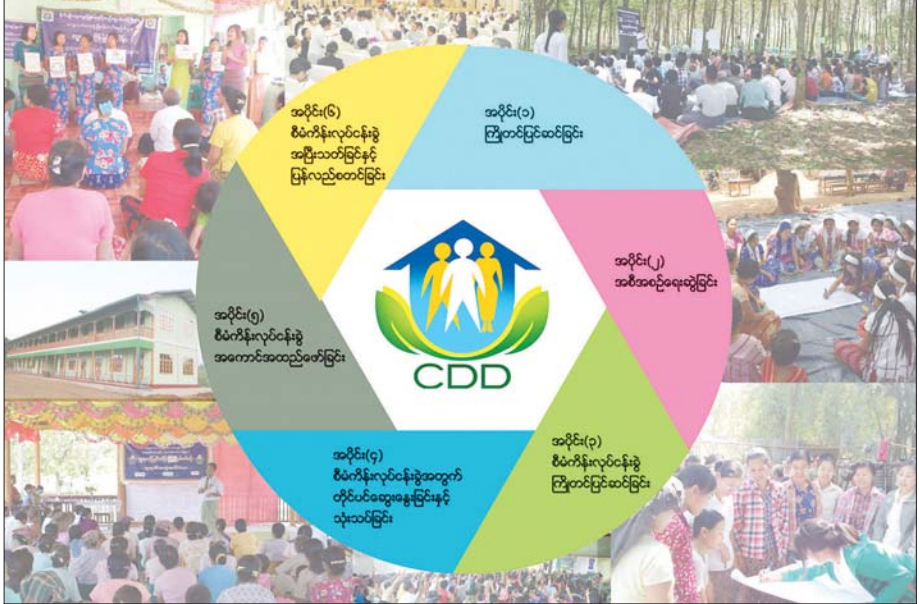 အပိုင်း(၁)
ကြိုတင်ပြင်ဆင်ခြင်း
အပိုင်း(၂)
အစီအစဉ်ရေးဆွဲခြင်း
အပိုင်း(၃)
စီမံကိန်းလုပ်ငန်းခွဲ
ကြိုတင်ပြင်ဆင်ခြင်း
အပိုင်း(၄)
စီမံကိန်းလုပ်ငန်းခွဲအတွက်
တိုင်ပင်ဆွေးနွေးခြင်းနှင့်
သုံးသပ်ခြင်း
အပိုင်း(၅)
စီမံကိန်းလုပ်ငန်းခွဲ
အကောင်အထည်ဖော်ခြင်း
အပိုင်း(၆)
စီမံကိန်းလုပ်ငန်းခွဲ
အပြီးသတ်ခြင်နှင့်
ပြန်လည်စတင်ခြင်း
CDD